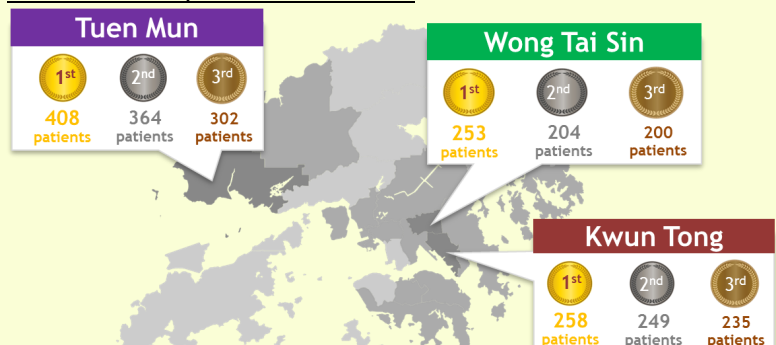 Tuen Mun
1st 2nd 3rd
408 364 302
patients patients patients
Wong Tai Sin
1st 2nd 3rd
253 204 200
patients patients patients
Kwun Tong
1st 2nd 3rd
258 249 235
patients patients patients